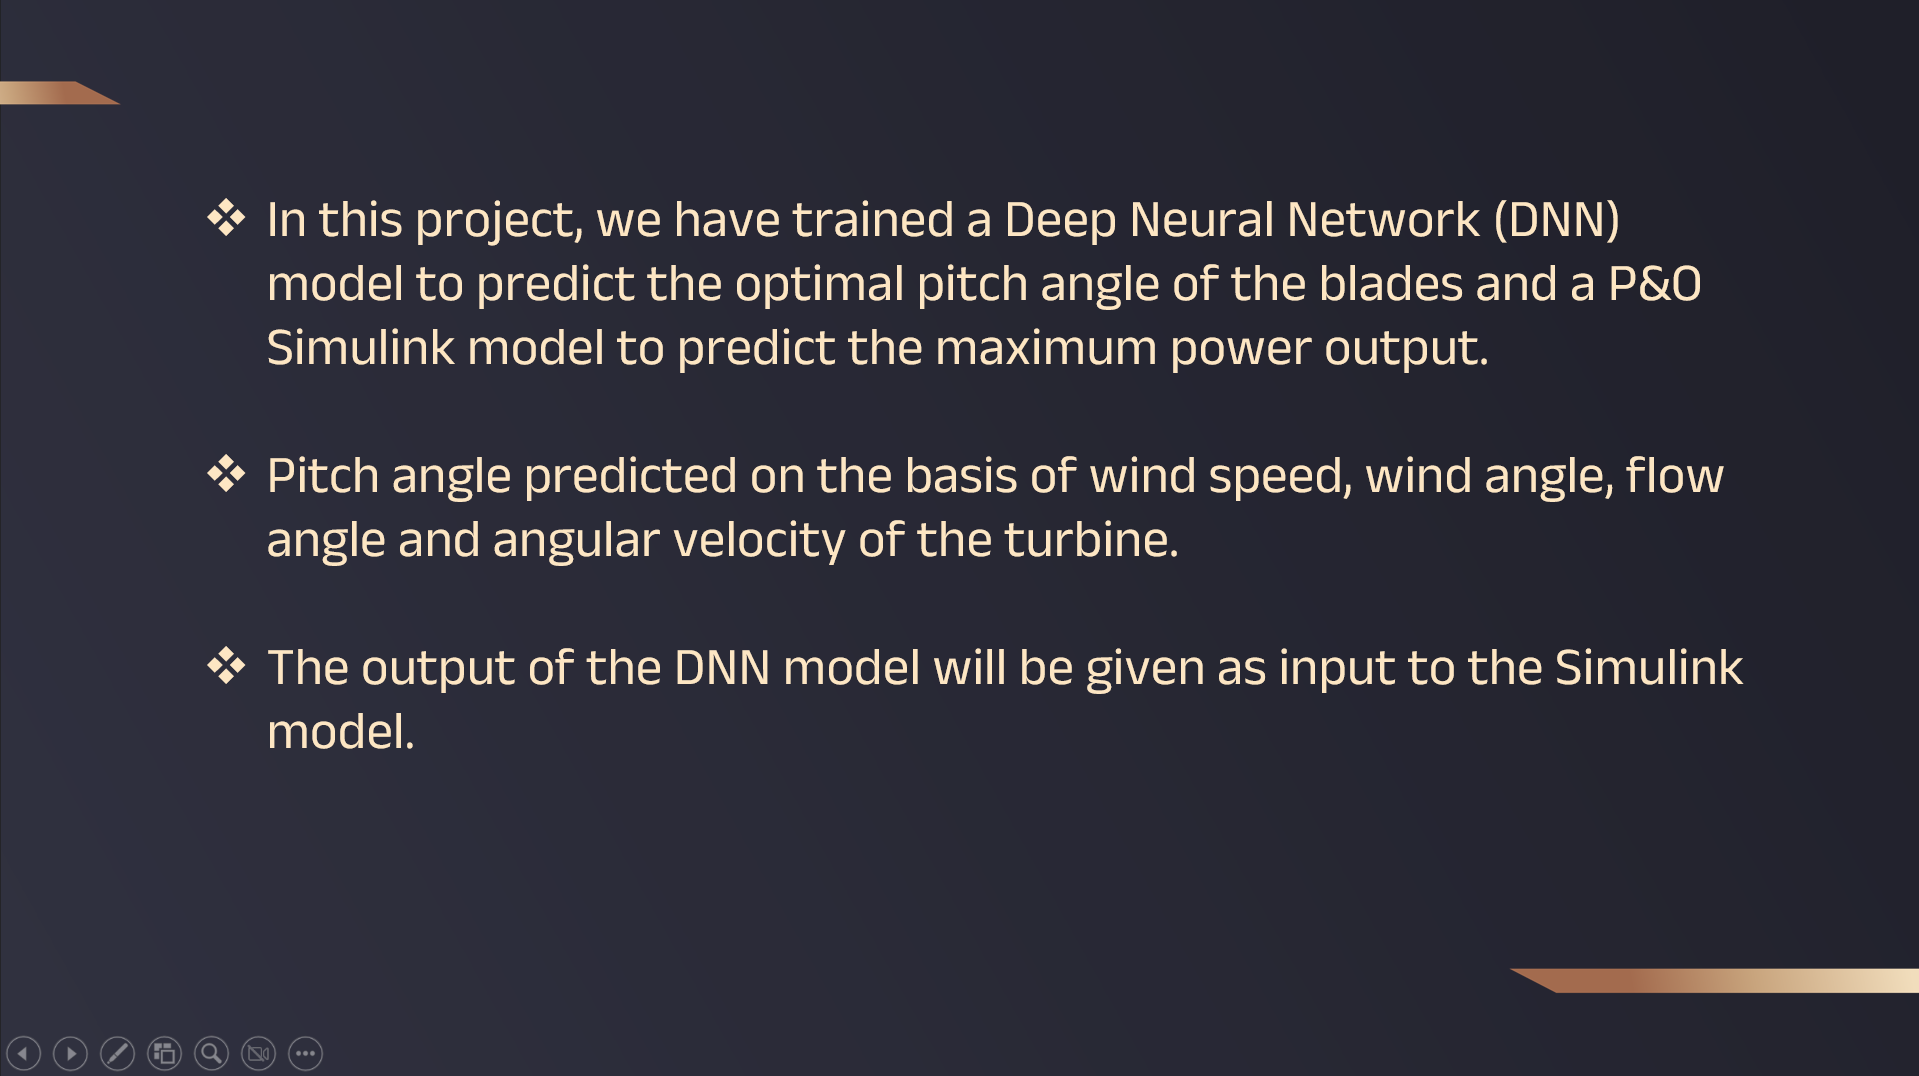 ❖ In this project, we have trained a Deep Neural Network (DNN)
model to predict the optimal pitch angle of the blades and a P&O
Simulink model to predict the maximum power output.
❖ Pitch angle predicted on the basis of wind speed, wind angle, flow
angle and angular velocity of the turbine.
❖ The output of the DNN model will be given as input to the Simulink
model.